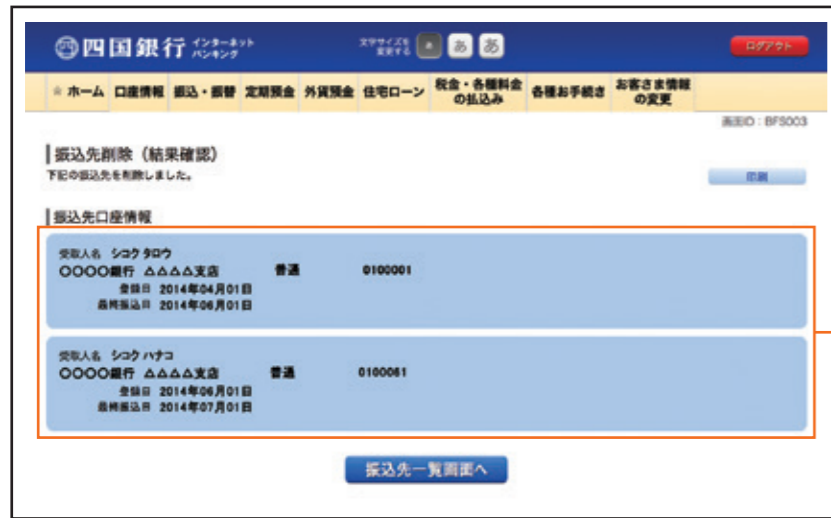 四国銀行 インターネットバンキング
文字サイズを変更する あ あ あ
ログアウト
ホーム 口座情報 振込・振替 定期預金 外貨預金 住宅ローン 税金・各種料金の払込み 各種お手続き お客さま情報の変更
画面ID:BFS003
振込先削除（結果確認）
下記の振込先を削除しました。
印刷
振込先口座情報
受取人名 シコク タロウ
○○○○銀行 △△△△支店 普通 0100001
登録日 2014年04月01日
最終振込日 2014年06月01日
受取人名 シコク ハナコ
○○○○銀行 △△△△支店 普通 0100061
登録日 2014年06月01日
最終振込日 2014年07月01日
振込先一覧画面へ